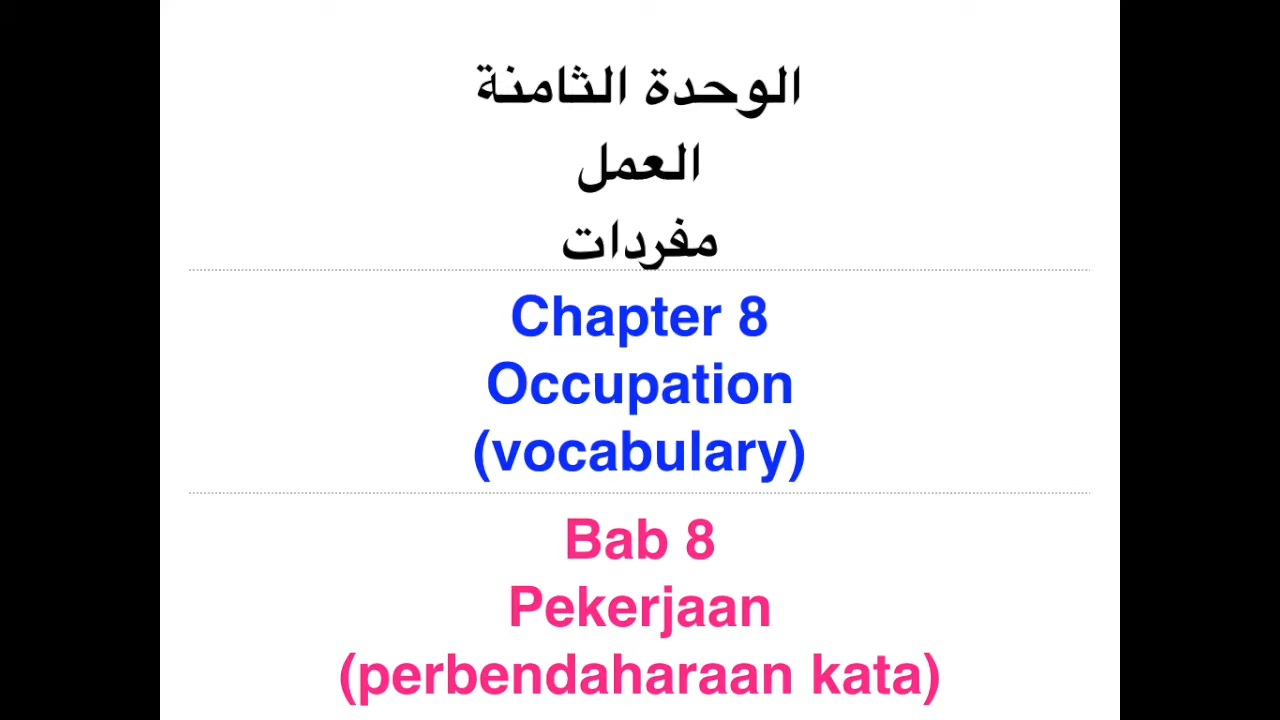 الوحدة الثامنة
العمل
مفردات
Chapter 8
Occupation
(vocabulary)
Bab 8
Pekerjaan
(perbendaharaan kata)